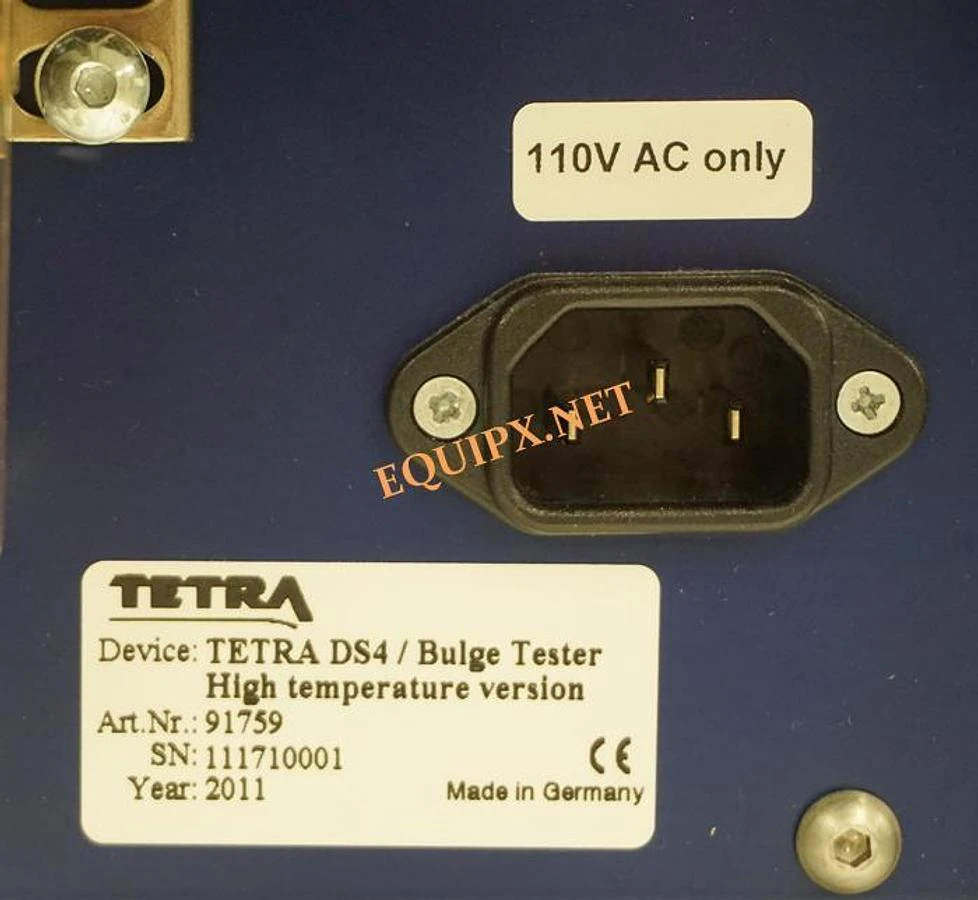 110V AC only
EQUIPX.NET
TETRA
Device: TETRA DS4 / Bulge Tester
High temperature version
Art.Nr.: 91759
SN: 111710001
Year: 2011
CE
Made in Germany